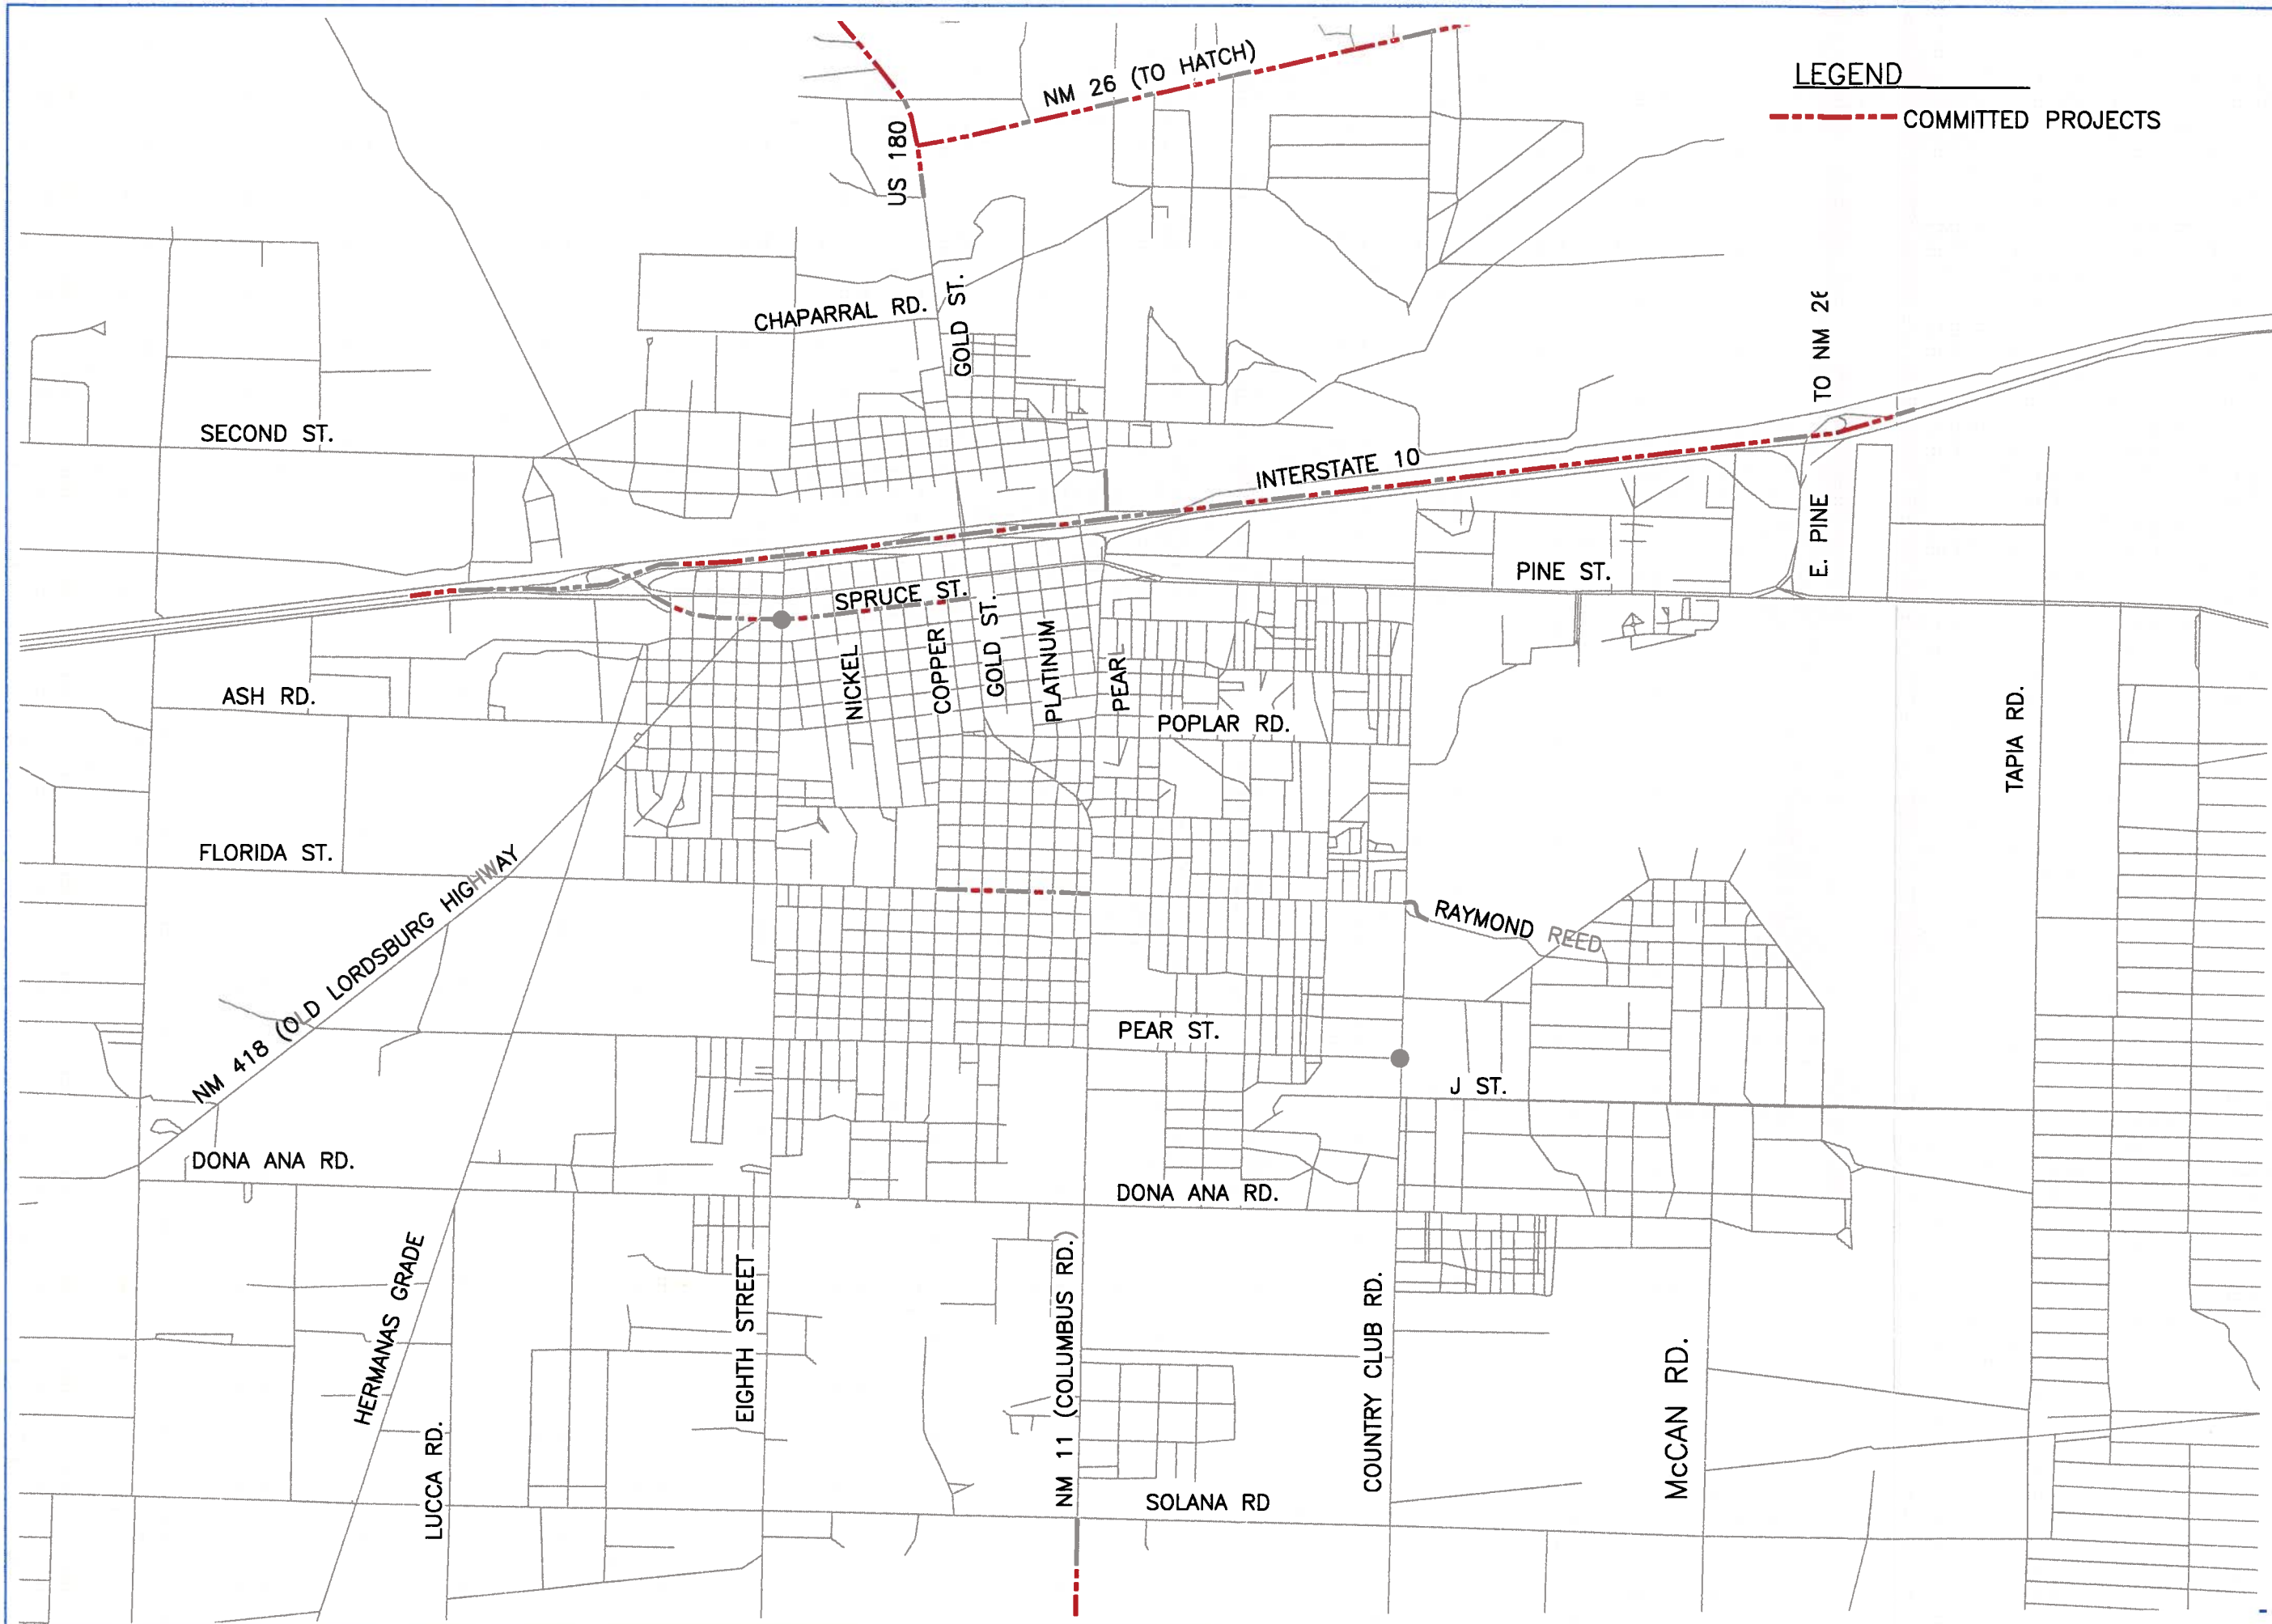 LEGEND
COMMITTED PROJECTS
NM 26 (TO HATCH)
US 180
GOLD ST.
CHAPARRAL RD.
TO NM 26
SECOND ST.
INTERSTATE 10
E. PINE
PINE ST.
SPRUCE ST.
NICKEL
COPPER
GOLD ST.
PLATINUM
PEARL
ASH RD.
POPLAR RD.
TAPIA RD.
FLORIDA ST.
NM 418 (OLD LORDSBURG HIGHWAY
RAYMOND REED
PEAR ST.
J ST.
DONA ANA RD.
DONA ANA RD.
HERMANAS GRADE
LUCCA RD.
EIGHTH STREET
NM 11 (COLUMBUS RD.)
COUNTRY CLUB RD.
McCAN RD.
SOLANA RD